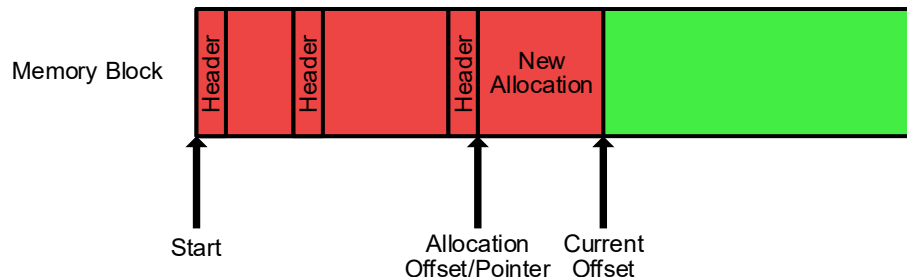 Memory Block
Header
Header
Header
New
Allocation
Start
Allocation
Offset/Pointer
Current
Offset